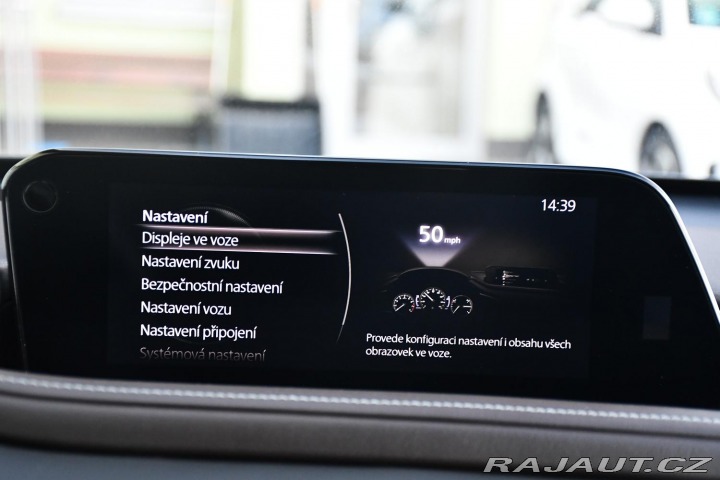 14:39
Nastavení
Displeje ve voze
Nastavení zvuku
Bezpečnostní nastavení
Nastavení vozu
Nastavení připojení
Systémová nastavení
50 mph
Provede konfiguraci nastavení i obsahu všech
obrazovek ve voze.
RAJAUT.CZ